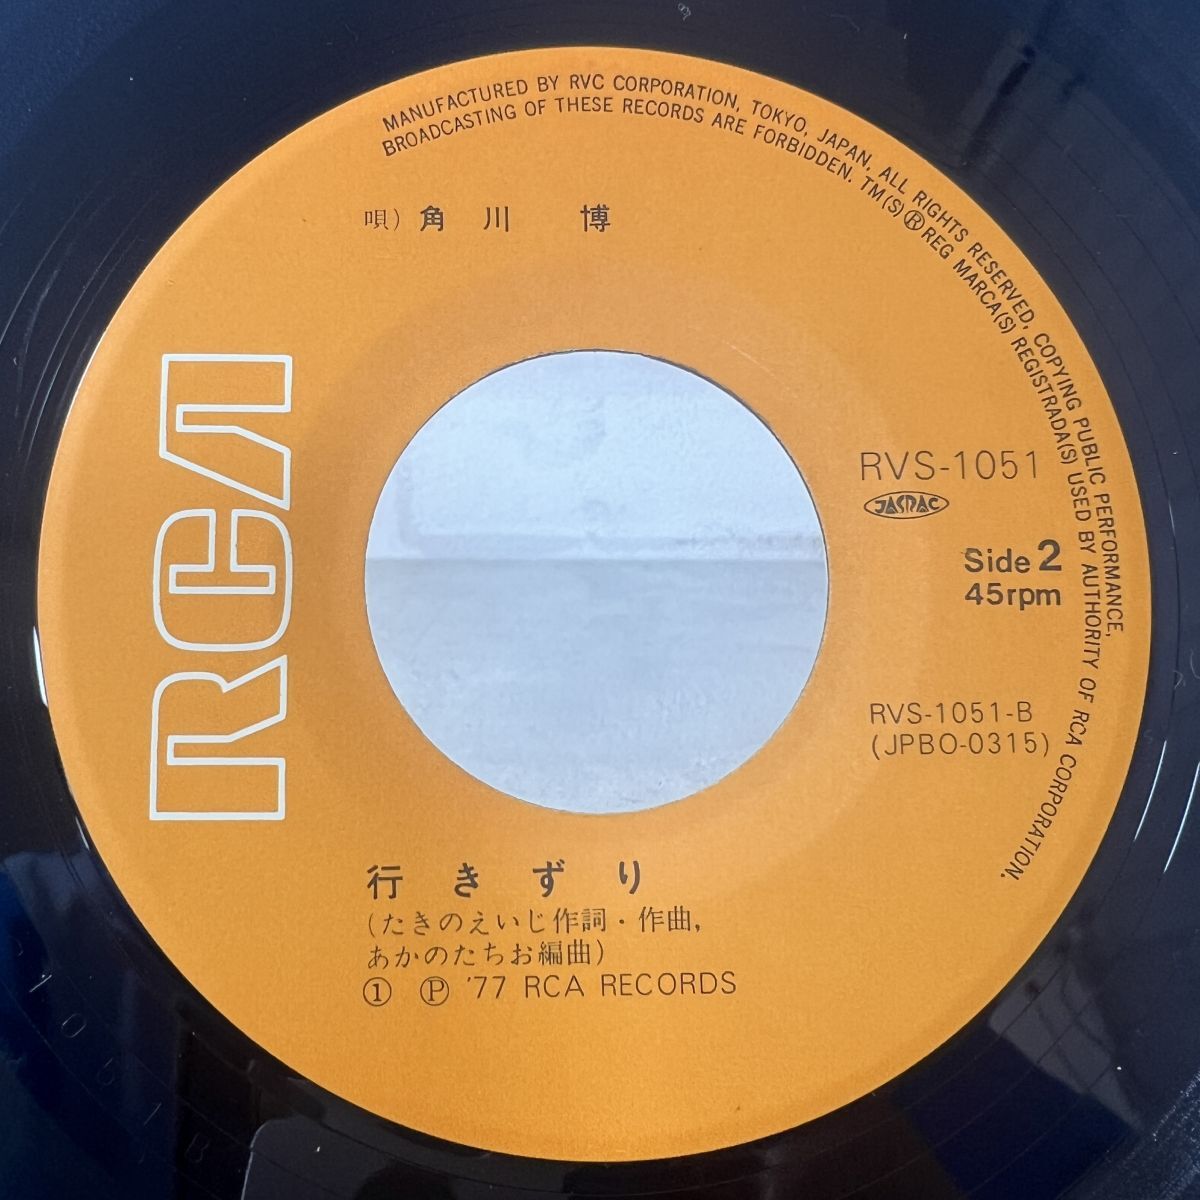 MANUFACTURED BY RVC CORPORATION, TOKYO, JAPAN. ALL RIGHTS RESERVED, COPYING PUBLIC PERFORMANCE,
BROADCASTING OF THESE RECORDS ARE FORBIDDEN. TM(S)®REG MARCA(S) REGISTRADA(S) USED BY AUTHORITY OF RCA CORPORATION.
唄) 角川 博
RCA
RVS-1051
JASRAC
Side 2
45rpm
RVS-1051-B
(JPBO-0315)
行きずり
(たきのえいじ作詞・作曲,
あかのたちお編曲)
① Ⓟ '77 RCA RECORDS